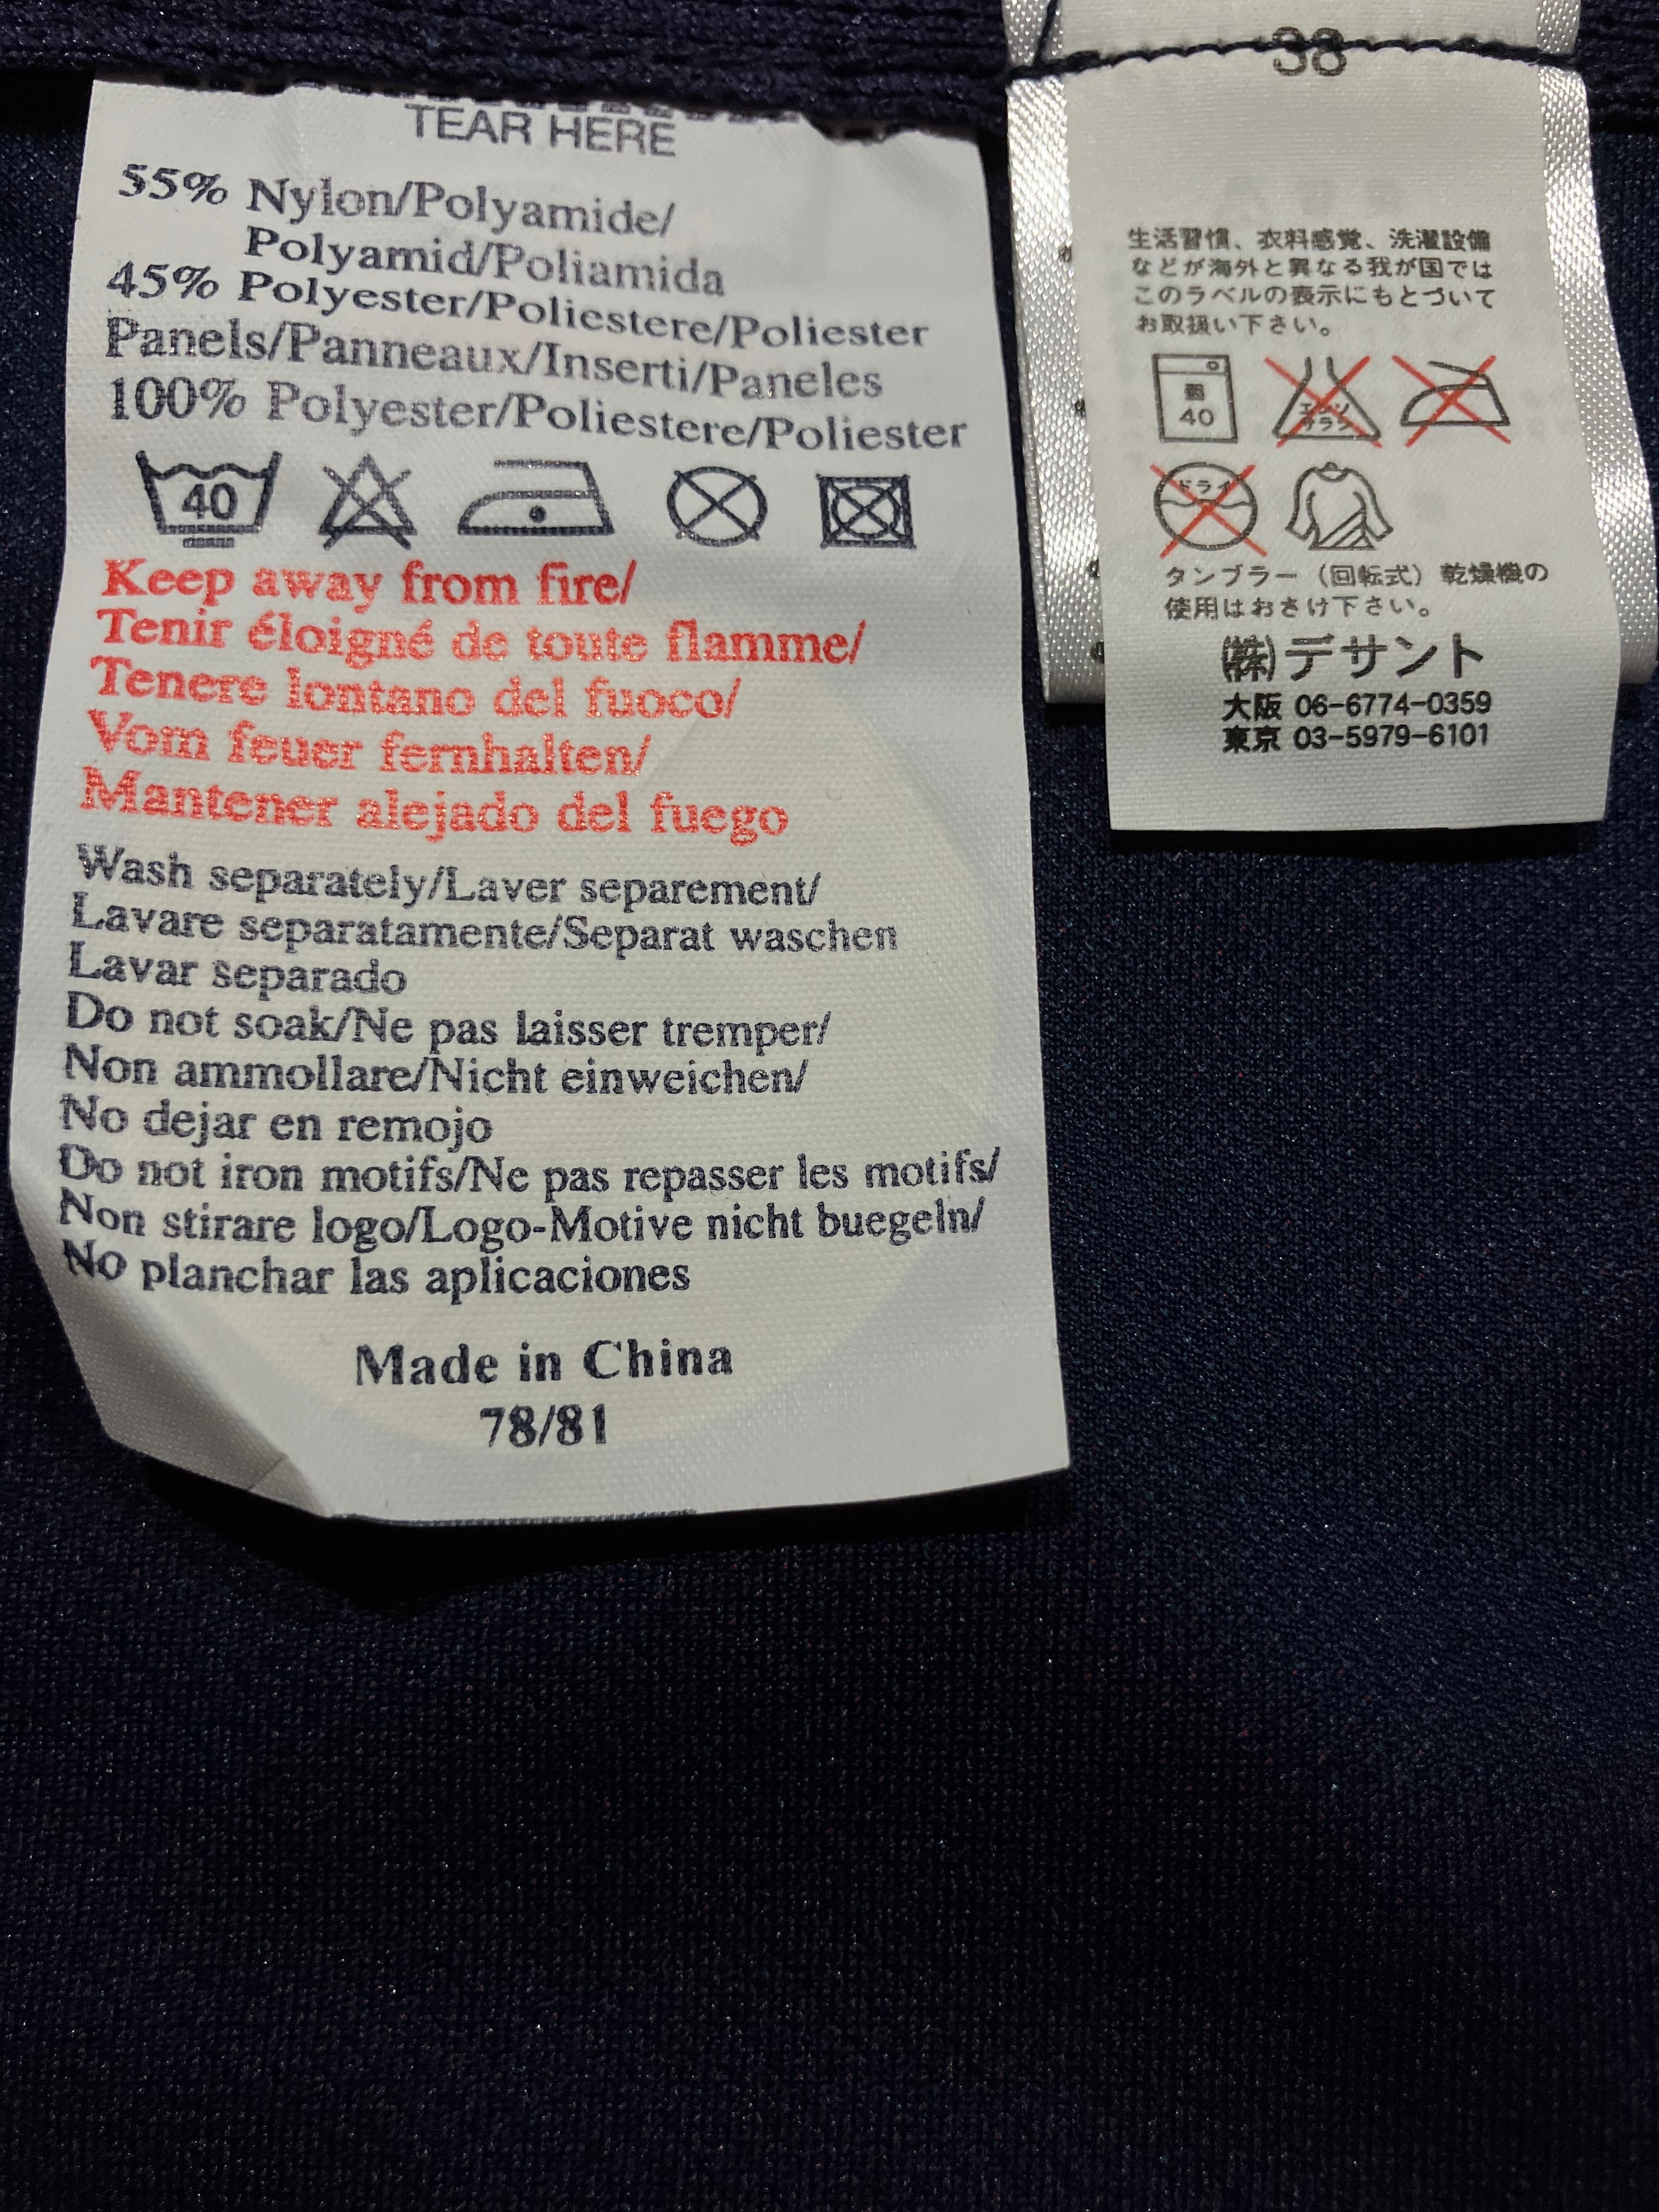 TEAR HERE
55% Nylon/Polyamide/
Polyamid/Poliamida
45% Polyester/Poliestere/Poliester
Panels/Panneaux/Inserti/Paneles
100% Polyester/Poliestere/Poliester
40
Keep away from fire/
Tenir éloigné de toute flamme/
Tenere lontano del fuoco/
Vom feuer fernhalten/
Mantener alejado del fuego
Wash separately/Laver separement/
Lavare separatamente/Separat waschen
Lavar separado
Do not soak/Ne pas laisser tremper/
Non ammollare/Nicht einweichen/
No dejar en remojo
Do not iron motifs/Ne pas repasser les motifs/
Non stirare logo/Logo-Motive nicht buegeln/
No planchar las aplicaciones
Made in China
78/81
38
生活習慣、衣料感覚、洗濯設備
などが海外と異なる我が国では
このラベルの表示にもとづいて
お取扱い下さい。
40
エンソ
サラシ
ドライ
タンブラー（回転式）乾燥機の
使用はおさけ下さい。
㈱デサント
大阪 06-6774-0359
東京 03-5979-6101